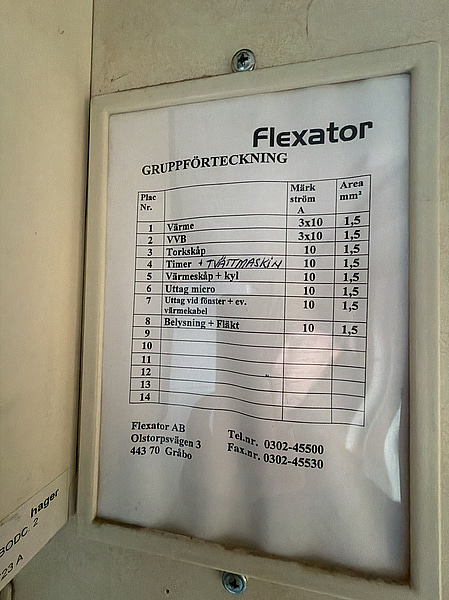 Flexator
GRUPPFÖRTECKNING
Plac Nr.
Märk ström A
Area mm²
1 Värme 3x10 1,5
2 VVB 3x10 1,5
3 Torkskåp 10 1,5
4 Timer + TVÄTTMASKIN 10 1,5
5 Värmeskåp + kyl 10 1,5
6 Uttag micro 10 1,5
7 Uttag vid fönster + ev. värmekabel 10 1,5
8 Belysning + Fläkt 10 1,5
9
10
11
12
13
14
Flexator AB
Olstorpsvägen 3
443 70 Gråbo
Tel.nr. 0302-45500
Fax.nr. 0302-45530
hager
2
23 A